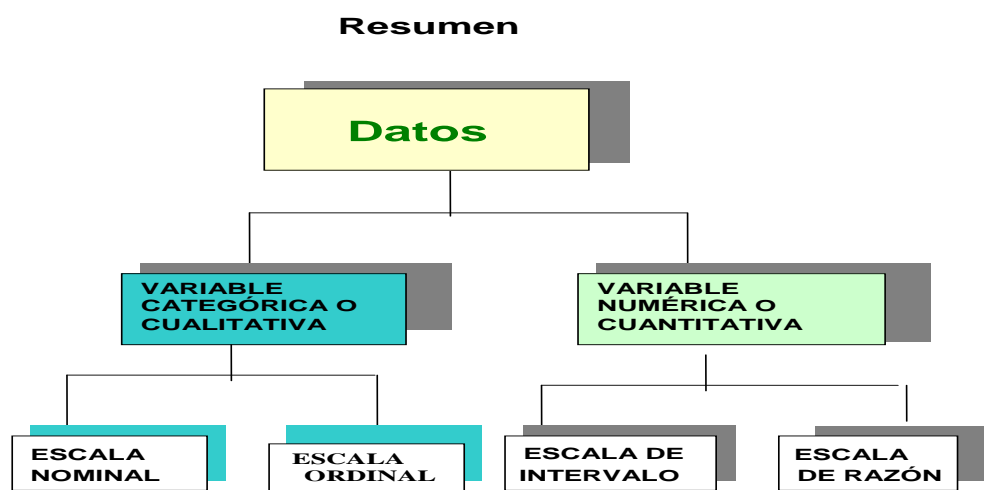 Resumen
Datos
VARIABLE
CATEGÓRICA O
CUALITATIVA
VARIABLE
NUMÉRICA O
CUANTITATIVA
ESCALA
NOMINAL
ESCALA
ORDINAL
ESCALA DE
INTERVALO
ESCALA
DE RAZÓN